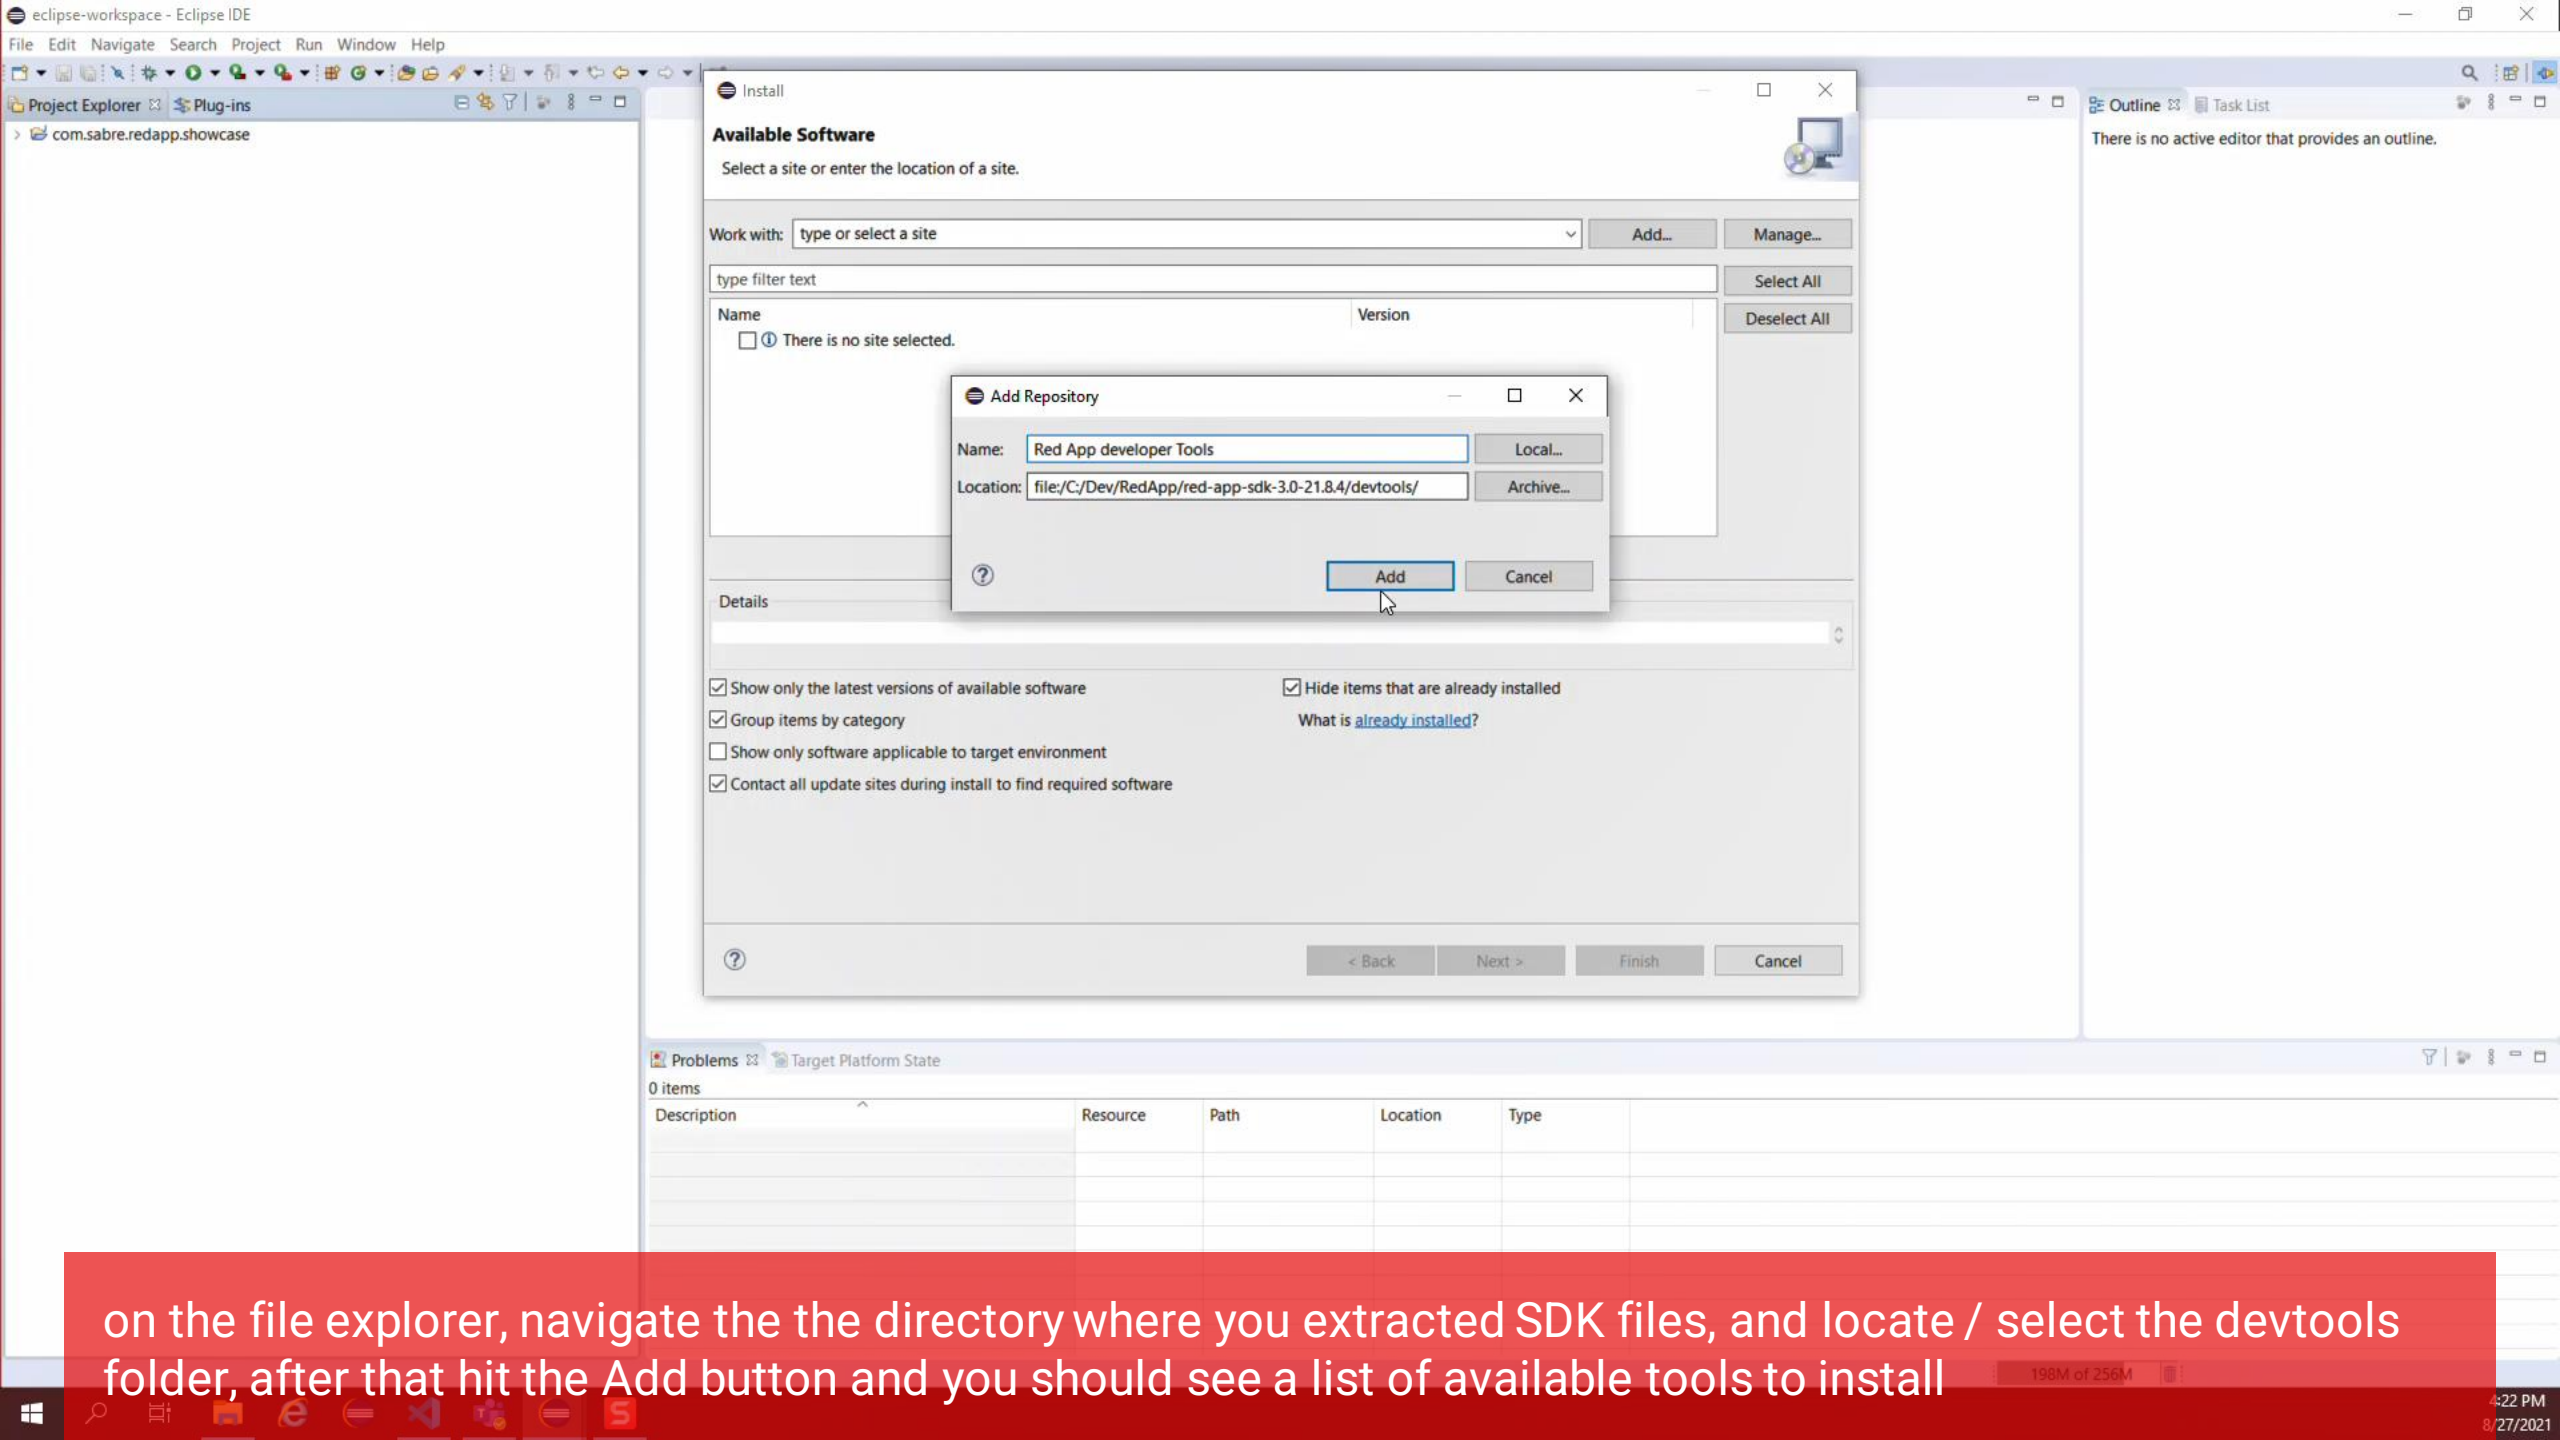 eclipse-workspace - Eclipse IDE
File Edit Navigate Search Project Run Window Help
Project Explorer Plug-ins
com.sabre.redapp.showcase
Install
Available Software
Select a site or enter the location of a site.
Work with: type or select a site Add... Manage...
type filter text Select All
Name Version Deselect All
There is no site selected.
Add Repository
Name: Red App developer Tools Local...
Location: file:/C:/Dev/RedApp/red-app-sdk-3.0-21.8.4/devtools/ Archive...
Add Cancel
Details
Show only the latest versions of available software Hide items that are already installed
Group items by category What is already installed?
Show only software applicable to target environment
Contact all update sites during install to find required software
< Back Next > Finish Cancel
Outline Task List
There is no active editor that provides an outline.
Problems Target Platform State
0 items
Description Resource Path Location Type
on the file explorer, navigate the the directory where you extracted SDK files, and locate / select the devtools
folder, after that hit the Add button and you should see a list of available tools to install
198M of 256M
4:22 PM
8/27/2021